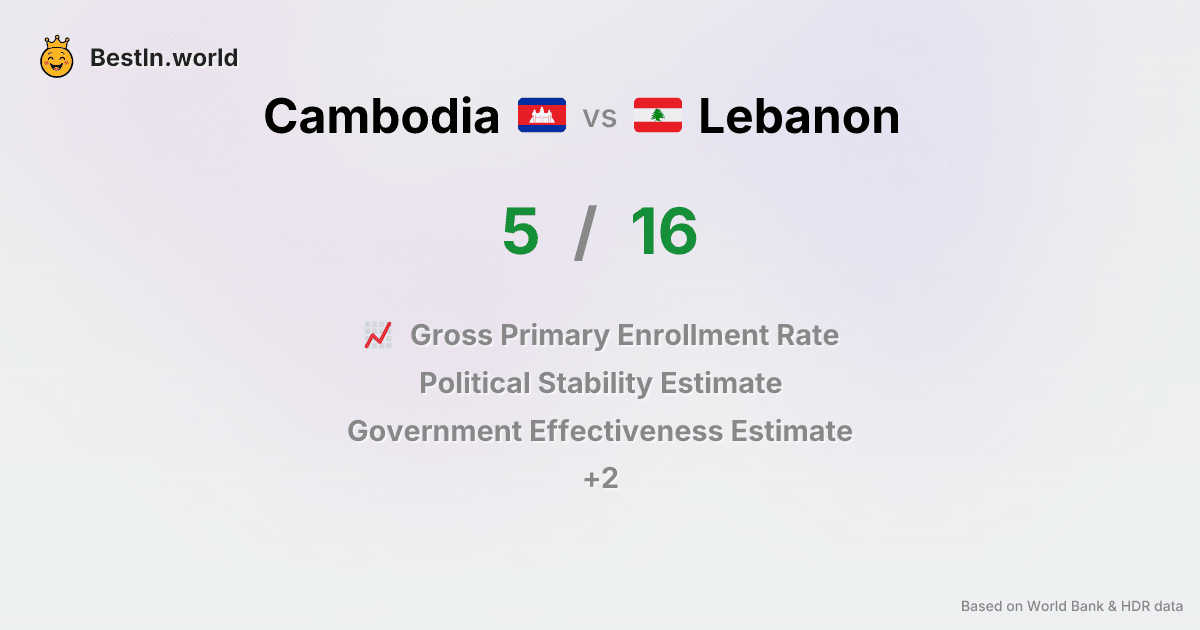 BestIn.world
Cambodia vs Lebanon
5 / 16
Gross Primary Enrollment Rate
Political Stability Estimate
Government Effectiveness Estimate
+2
Based on World Bank & HDR data